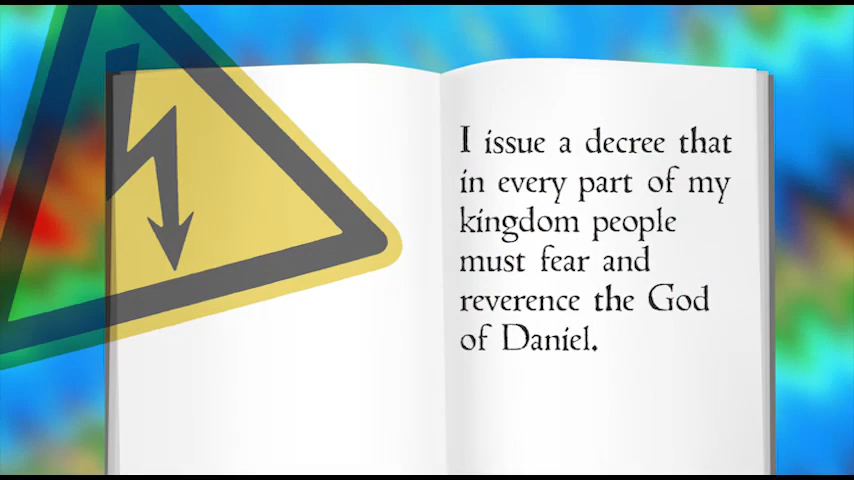 I issue a decree that
in every part of my
kingdom people
must fear and
reverence the God
of Daniel.